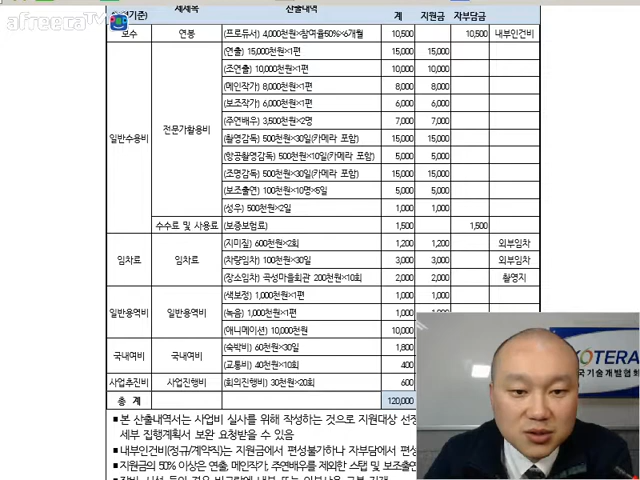 afreecaTV
세제목 산출내역 계 지원금 자부담금
보수 연봉 (프로듀서) 4,000천원×참여율50%×6개월 10,500 10,500 내부인건비
일반수용비 전문가활용비 (연출) 15,000천원×1편 15,000 15,000
(조연출) 10,000천원×1편 10,000 10,000
(메인작가) 8,000천원×1편 8,000 8,000
(보조작가) 6,000천원×1편 6,000 6,000
(주연배우) 3,500천원×2명 7,000 7,000
(촬영감독) 500천원×30일(카메라 포함) 15,000 15,000
(항공촬영감독) 500천원×10일(카메라 포함) 5,000 5,000
(조명감독) 500천원×30일(카메라 포함) 15,000 15,000
(보조출연) 100천원×10명×5일 5,000 5,000
(성우) 500천원×2일 1,000 1,000
수수료 및 사용료 (보증보험료) 1,500 1,500
임차료 임차료 (지미짚) 600천원×2회 1,200 1,200 외부임차
(차량임차) 100천원×30일 3,000 3,000 외부임차
(장소임차) 곡성마을회관 200천원×10회 2,000 2,000 촬영지
일반용역비 일반용역비 (색보정) 1,000천원×1편 1,000 1,000
(녹음) 1,000천원×1편 1,000
(애니메이션) 10,000천원 10,000
국내여비 국내여비 (숙박비) 60천원×30일 1,800
(교통비) 40천원×10회 400
사업추진비 사업진행비 (회의진행비) 30천원×20회 600
총 계 120,000
■ 본 산출내역서는 사업비 실사를 위해 작성하는 것으로 지원대상 선정
세부 집행계획서 보완 요청받을 수 있음
■ 내부인건비(정규/계약직)는 지원금에서 편성불가하나 자부담에서 편성
■ 지원금의 50% 이상은 연출, 메인작가, 주연배우를 제외한 스탭 및 보조출연
KOTERA
국기술개발협회